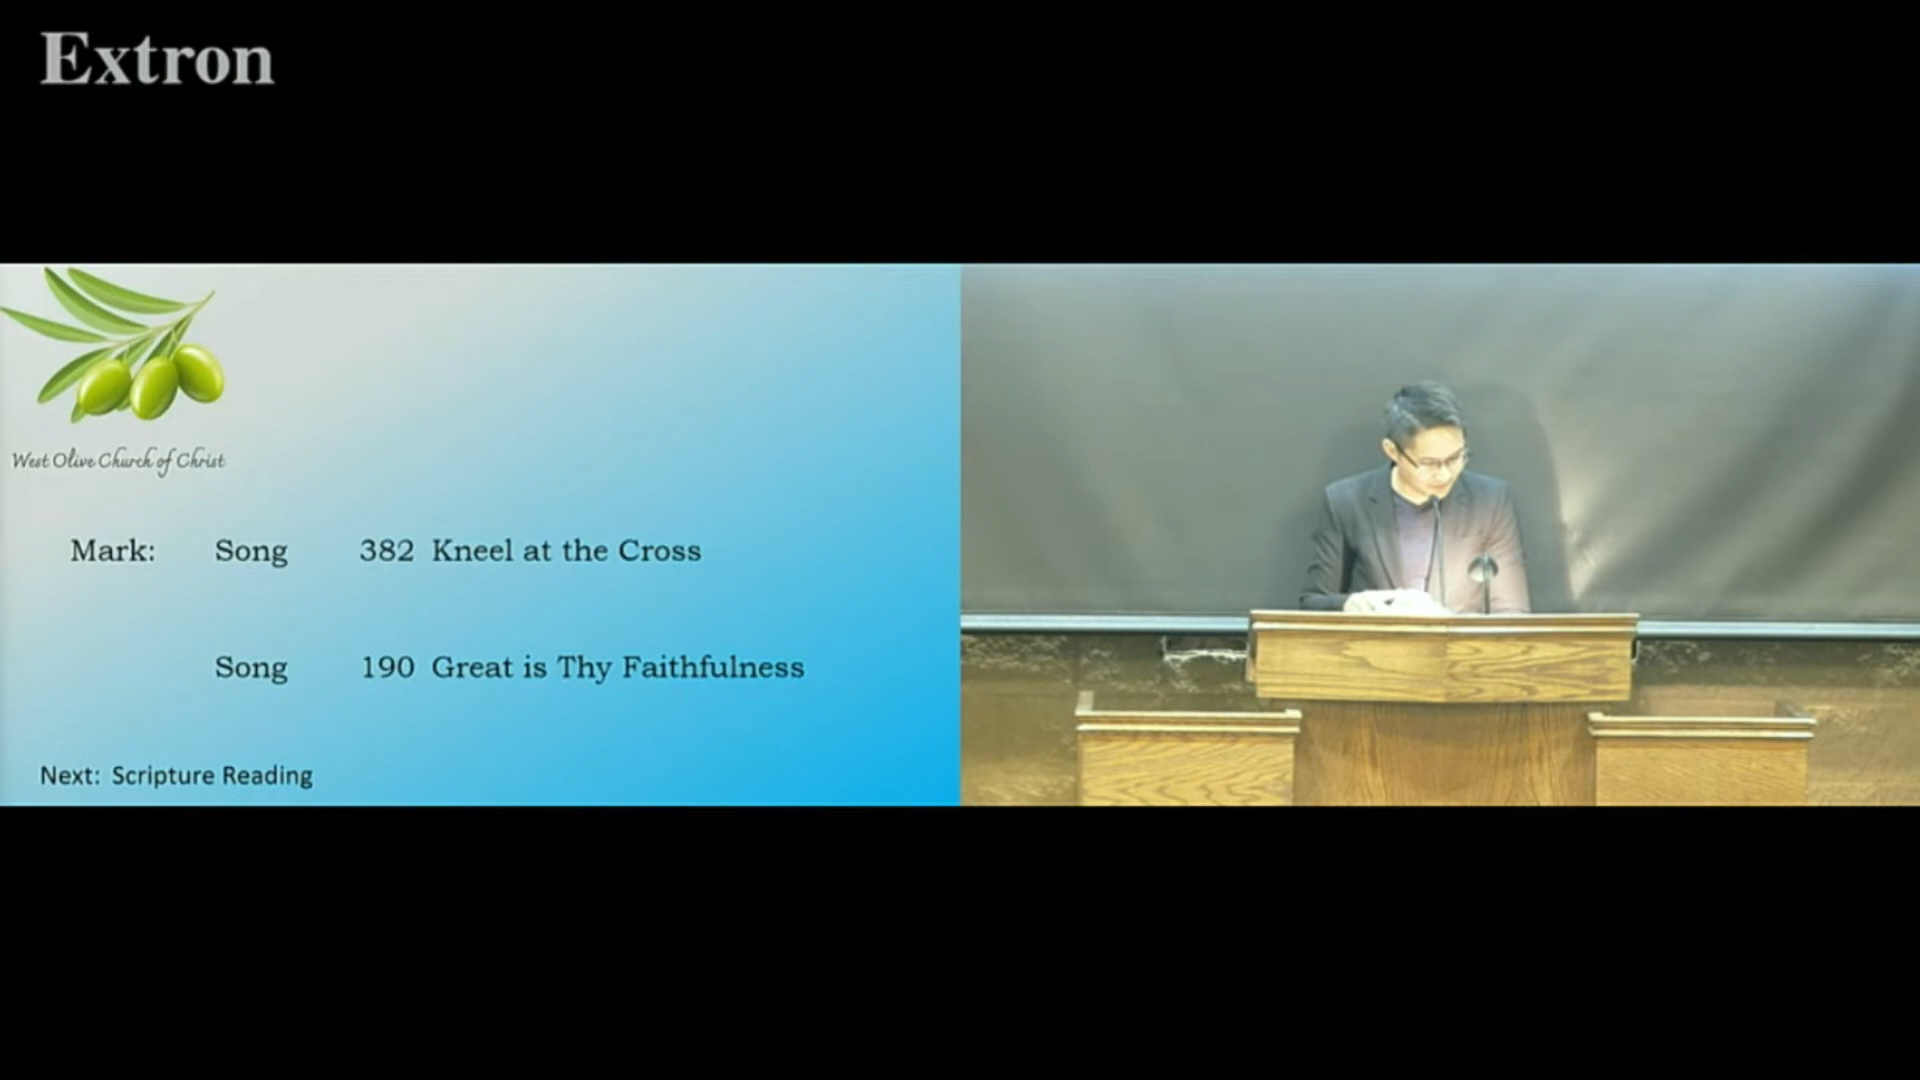 Extron
West Olive Church of Christ
Mark: Song 382 Kneel at the Cross
Song 190 Great is Thy Faithfulness
Next: Scripture Reading